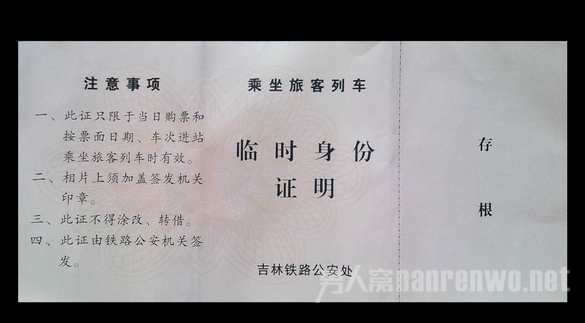 注意事项
一、此证只限于当日购票和
按票面日期、车次进站
乘坐旅客列车时有效。
二、相片上须加盖签发机关
印章。
三、此证不得涂改、转借。
四、此证由铁路公安机关签
发。
乘坐旅客列车
临时身份
证明
吉林铁路公安处
存
根
男人窝nanrenwo.net